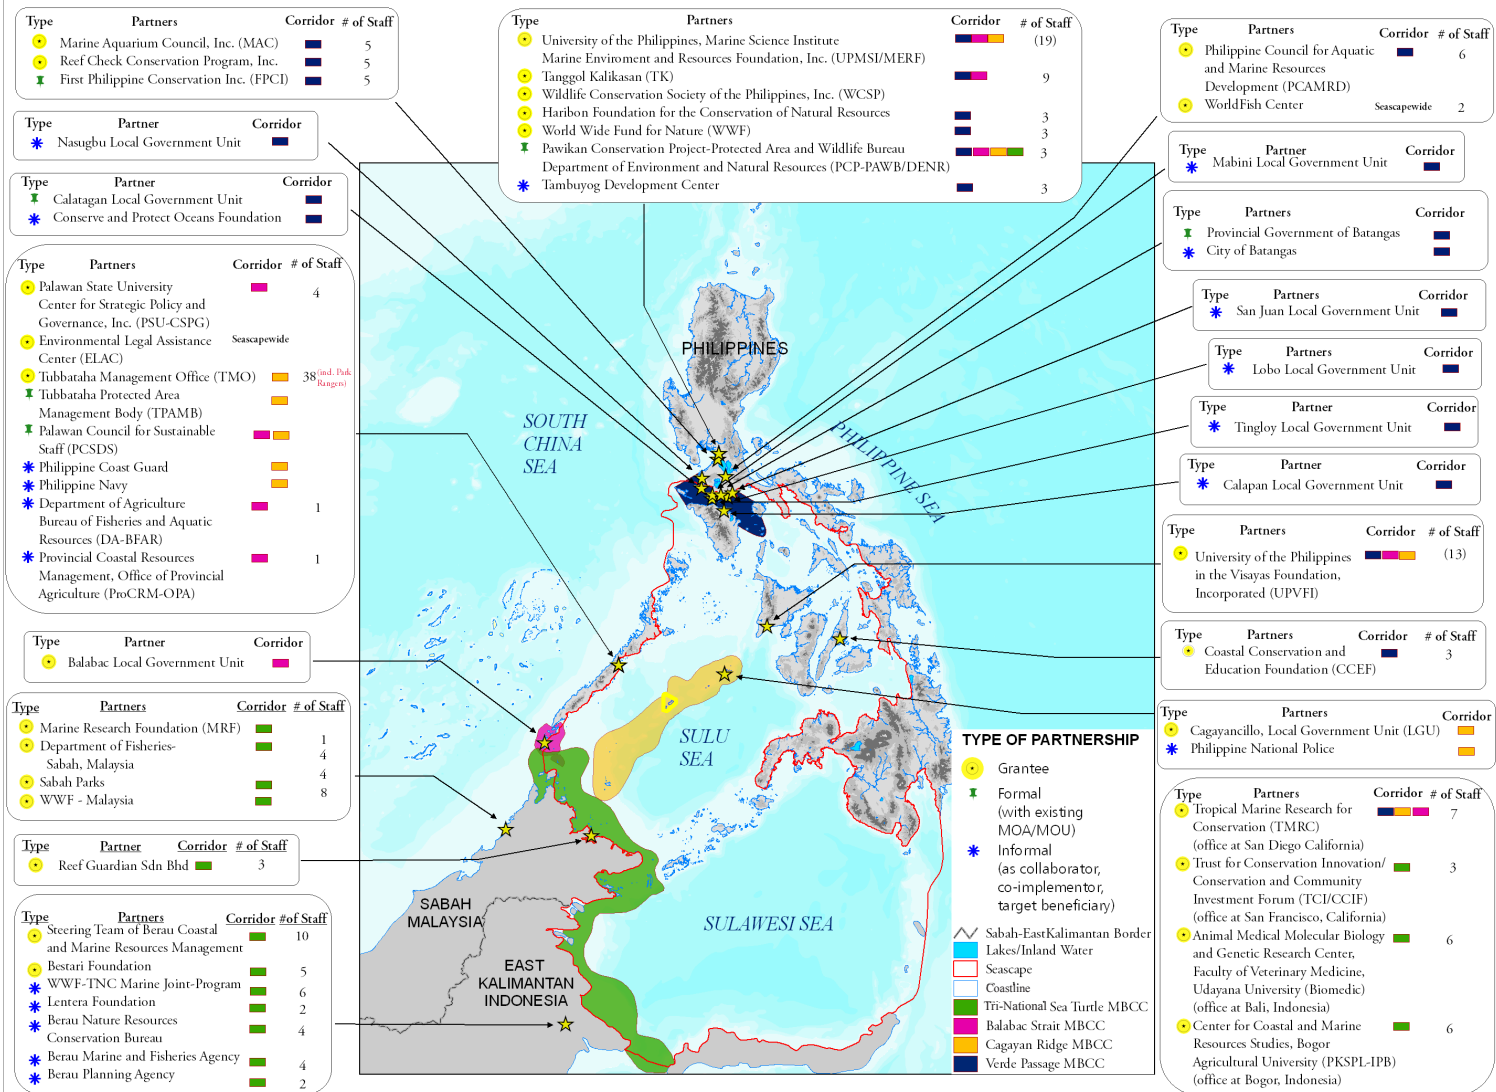 Type Partners Corridor # of Staff
Marine Aquarium Council, Inc. (MAC) 5
Reef Check Conservation Program, Inc. 5
First Philippine Conservation Inc. (FPCI) 5
Type Partner Corridor
Nasugbu Local Government Unit
Type Partner Corridor
Calatagan Local Government Unit
Conserve and Protect Oceans Foundation
Type Partners Corridor # of Staff
Palawan State University 4
Center for Strategic Policy and
Governance, Inc. (PSU-CSPG)
Environmental Legal Assistance Seascapewide
Center (ELAC)
Tubbataha Management Office (TMO) 38 (incl. Park
Rangers)
Tubbataha Protected Area
Management Body (TPAMB)
Palawan Council for Sustainable
Staff (PCSDS)
Philippine Coast Guard
Philippine Navy
Department of Agriculture 1
Bureau of Fisheries and Aquatic
Resources (DA-BFAR)
Provincial Coastal Resources 1
Management, Office of Provincial
Agriculture (ProCRM-OPA)
Type Partner Corridor
Balabac Local Government Unit
Type Partners Corridor # of Staff
Marine Research Foundation (MRF) 1
Department of Fisheries- 4
Sabah, Malaysia
Sabah Parks 4
WWF - Malaysia 8
Type Partner Corridor # of Staff
Reef Guardian Sdn Bhd 3
Type Partners Corridor #of Staff
Steering Team of Berau Coastal 10
and Marine Resources Management
Bestari Foundation 5
WWF-TNC Marine Joint-Program 6
Lentera Foundation 2
Berau Nature Resources 4
Conservation Bureau
Berau Marine and Fisheries Agency 4
Berau Planning Agency 2
Type Partners Corridor # of Staff
University of the Philippines, Marine Science Institute (19)
Marine Enviroment and Resources Foundation, Inc. (UPMSI/MERF)
Tanggol Kalikasan (TK) 9
Wildlife Conservation Society of the Philippines, Inc. (WCSP)
Haribon Foundation for the Conservation of Natural Resources 3
World Wide Fund for Nature (WWF) 3
Pawikan Conservation Project-Protected Area and Wildlife Bureau 3
Department of Environment and Natural Resources (PCP-PAWB/DENR)
Tambuyog Development Center 3
PHILIPPINES
SOUTH
CHINA
SEA
PHILIPPINE SEA
SULU
SEA
SULAWESI SEA
SABAH
MALAYSIA
EAST
KALIMANTAN
INDONESIA
TYPE OF PARTNERSHIP
Grantee
Formal
(with existing
MOA/MOU)
Informal
(as collaborator,
co-implementor,
target beneficiary)
Sabah-EastKalimantan Border
Lakes/Inland Water
Seascape
Coastline
Tri-National Sea Turtle MBCC
Balabac Strait MBCC
Cagayan Ridge MBCC
Verde Passage MBCC
Type Partners Corridor # of Staff
Philippine Council for Aquatic 6
and Marine Resources
Development (PCAMRD)
WorldFish Center Seascapewide 2
Type Partner Corridor
Mabini Local Government Unit
Type Partners Corridor
Provincial Government of Batangas
City of Batangas
Type Partners Corridor
San Juan Local Government Unit
Type Partner Corridor
Lobo Local Government Unit
Type Partner Corridor
Tingloy Local Government Unit
Type Partner Corridor
Calapan Local Government Unit
Type Partners Corridor # of Staff
University of the Philippines (13)
in the Visayas Foundation,
Incorporated (UPVFI)
Type Partners Corridor # of Staff
Coastal Conservation and 3
Education Foundation (CCEF)
Type Partners Corridor
Cagayancillo, Local Government Unit (LGU)
Philippine National Police
Type Partners Corridor # of Staff
Tropical Marine Research for 7
Conservation (TMRC)
(office at San Diego California)
Trust for Conservation Innovation/ 3
Conservation and Community
Investment Forum (TCI/CCIF)
(office at San Francisco, California)
Animal Medical Molecular Biology 6
and Genetic Research Center,
Faculty of Veterinary Medicine,
Udayana University (Biomedic)
(office at Bali, Indonesia)
Center for Coastal and Marine 6
Resources Studies, Bogor
Agricultural University (PKSPL-IPB)
(office at Bogor, Indonesia)